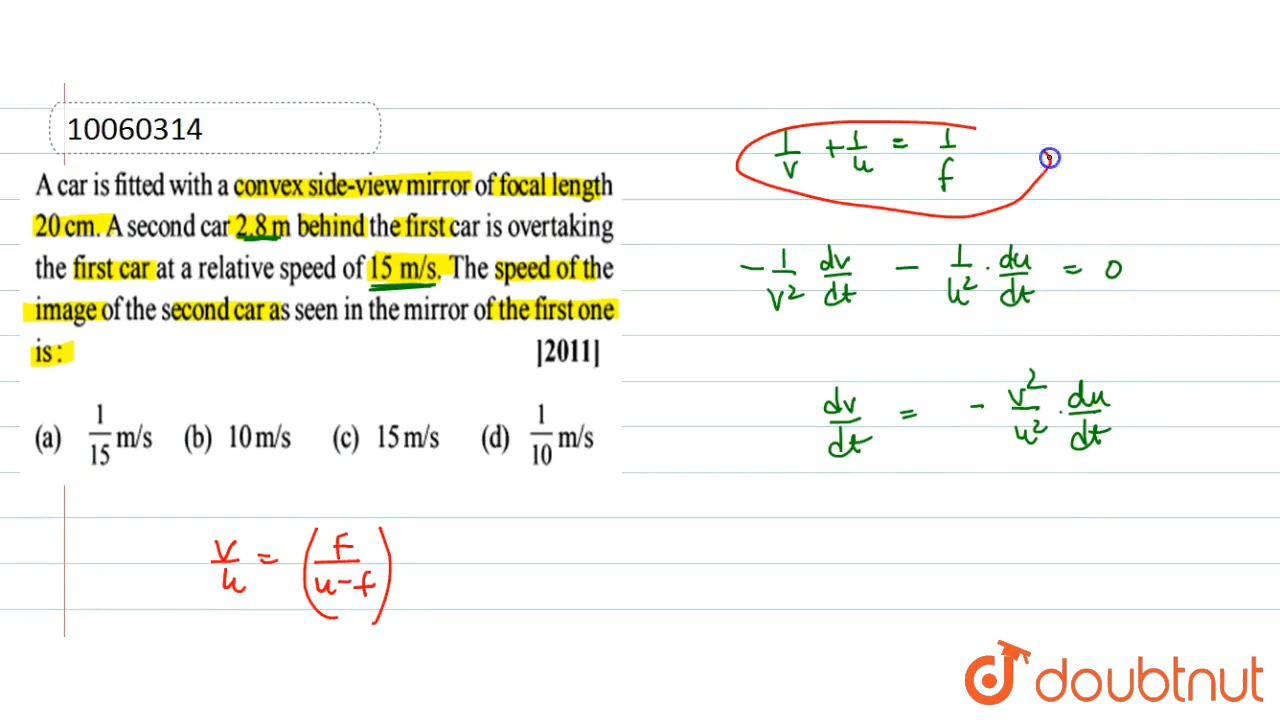 10060314
A car is fitted with a convex side-view mirror of focal length
20 cm. A second car 2.8 m behind the first car is overtaking
the first car at a relative speed of 15 m/s. The speed of the
image of the second car as seen in the mirror of the first one
is : [2011]
(a) 1/15 m/s (b) 10 m/s (c) 15 m/s (d) 1/10 m/s
v/u = (f/(u-f))
1/v + 1/u = 1/f
-1/v² dv/dt - 1/u² . du/dt = 0
dv/dt = - v²/u² . du/dt
doubtnut